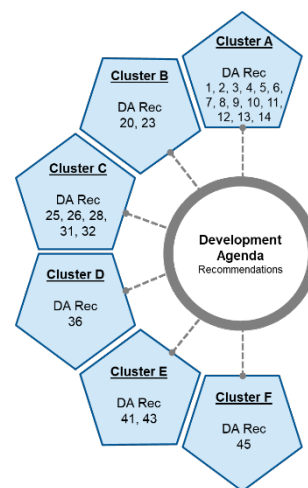 Cluster A
DA Rec
1, 2, 3, 4, 5, 6,
7, 8, 9, 10, 11,
12, 13, 14
Cluster B
DA Rec
20, 23
Cluster C
DA Rec
25, 26, 28,
31, 32
Development
Agenda
Recommendations
Cluster D
DA Rec
36
Cluster E
DA Rec
41, 43
Cluster F
DA Rec
45